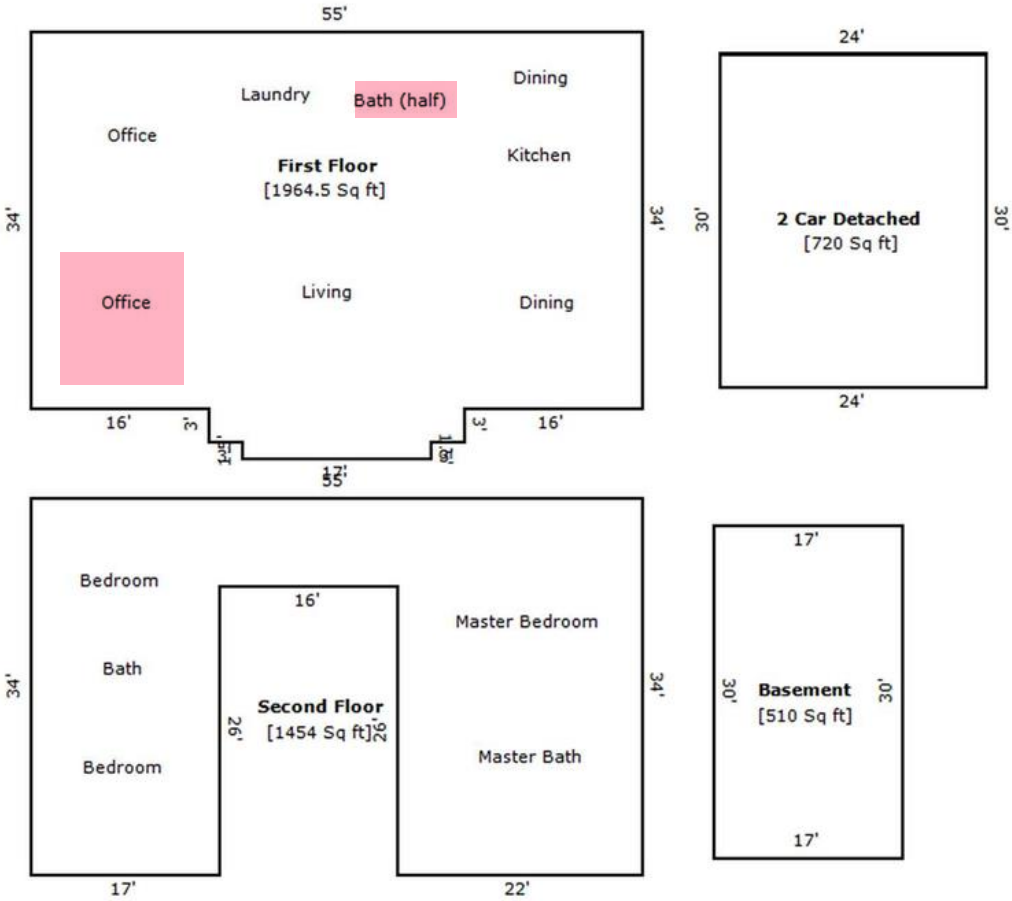 55'
24'
Laundry
Bath (half)
Dining
Office
Kitchen
First Floor
[1964.5 Sq ft]
34'
34'
30'
30'
2 Car Detached
[720 Sq ft]
Office
Living
Dining
24'
16'
3'
3'
16'
17'
55'
17'
Bedroom
16'
Master Bedroom
Bath
34'
34'
Second Floor
[1454 Sq ft]
26'
26'
30'
30'
Basement
[510 Sq ft]
Bedroom
Master Bath
17'
17'
22'